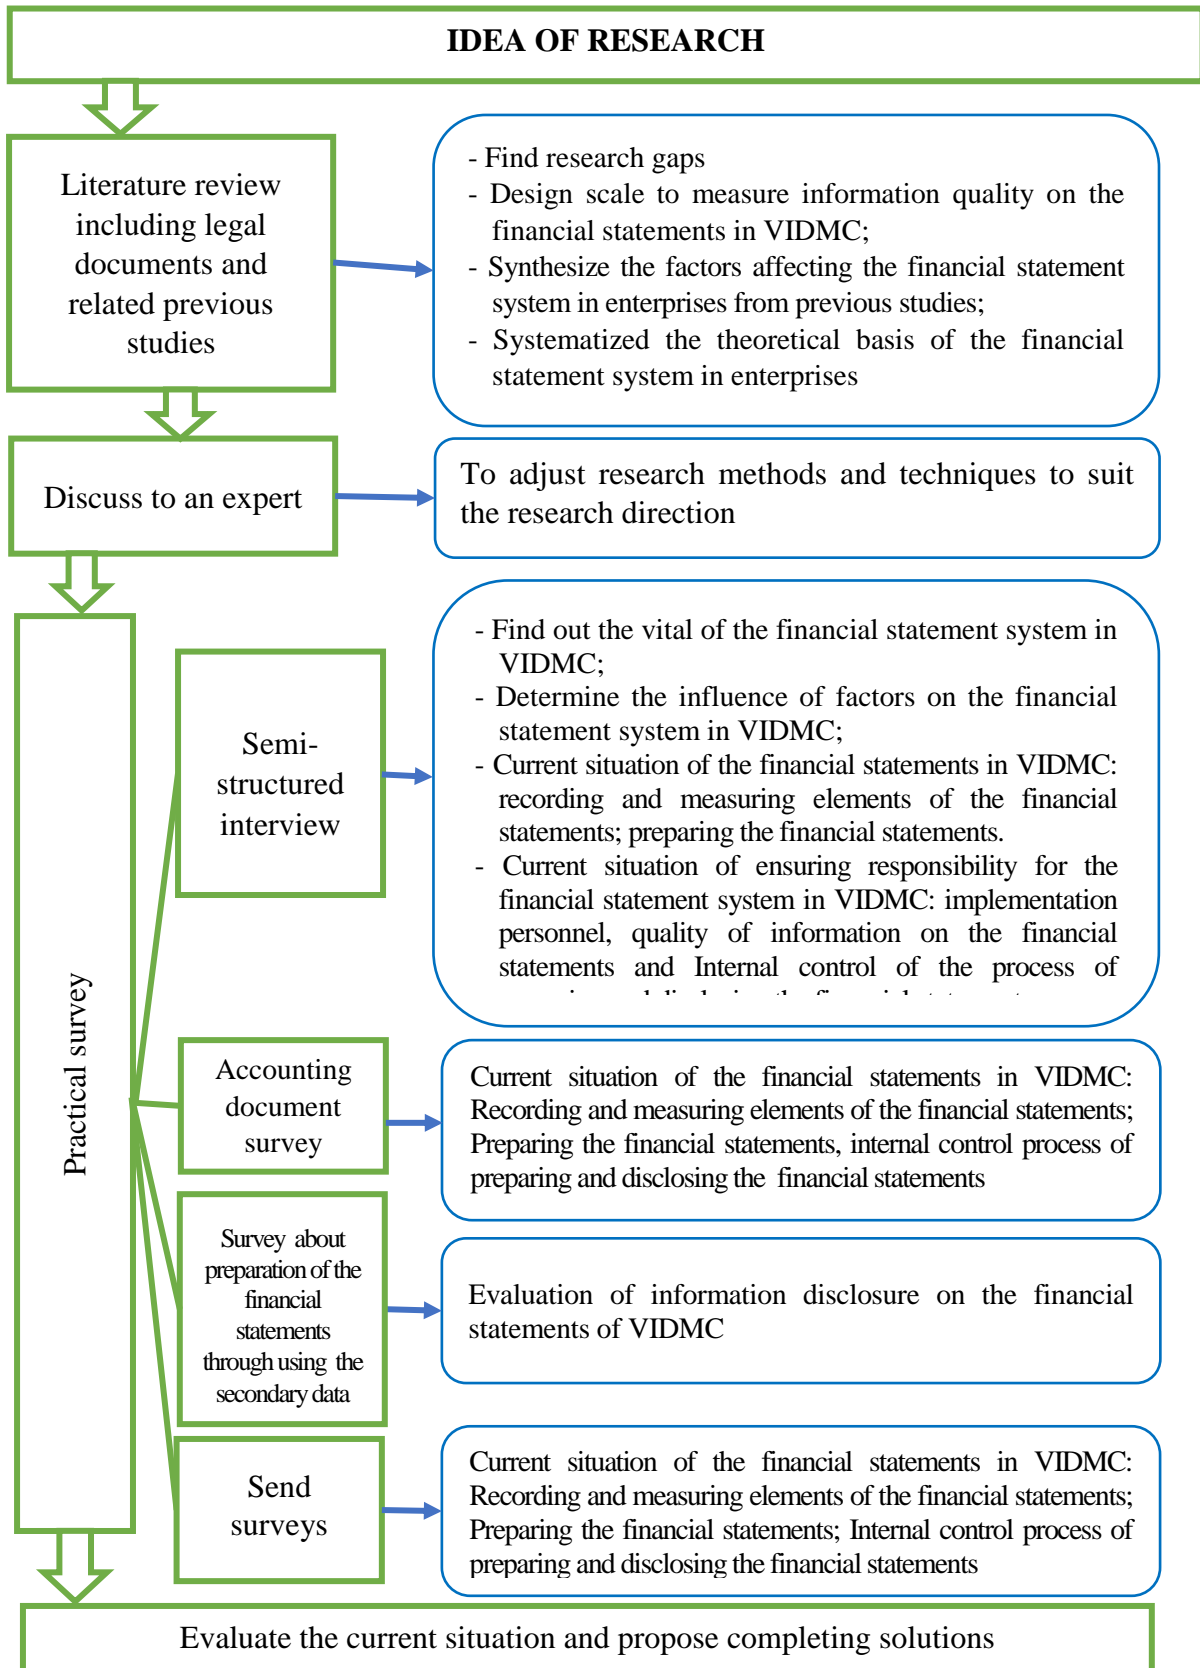 IDEA OF RESEARCH
Literature review
including legal
documents and
related previous
studies
- Find research gaps
- Design scale to measure information quality on the
financial statements in VIDMC;
- Synthesize the factors affecting the financial statement
system in enterprises from previous studies;
- Systematized the theoretical basis of the financial
statement system in enterprises
Discuss to an expert
To adjust research methods and techniques to suit
the research direction
Practical survey
Semi-
structured
interview
- Find out the vital of the financial statement system in
VIDMC;
- Determine the influence of factors on the financial
statement system in VIDMC;
- Current situation of the financial statements in VIDMC:
recording and measuring elements of the financial
statements; preparing the financial statements.
- Current situation of ensuring responsibility for the
financial statement system in VIDMC: implementation
personnel, quality of information on the financial
statements and Internal control of the process of
Accounting
document
survey
Current situation of the financial statements in VIDMC:
Recording and measuring elements of the financial statements;
Preparing the financial statements, internal control process of
preparing and disclosing the financial statements
Survey about
preparation of the
financial
statements
through using the
secondary data
Evaluation of information disclosure on the financial
statements of VIDMC
Send
surveys
Current situation of the financial statements in VIDMC:
Recording and measuring elements of the financial statements;
Preparing the financial statements; Internal control process of
preparing and disclosing the financial statements
Evaluate the current situation and propose completing solutions